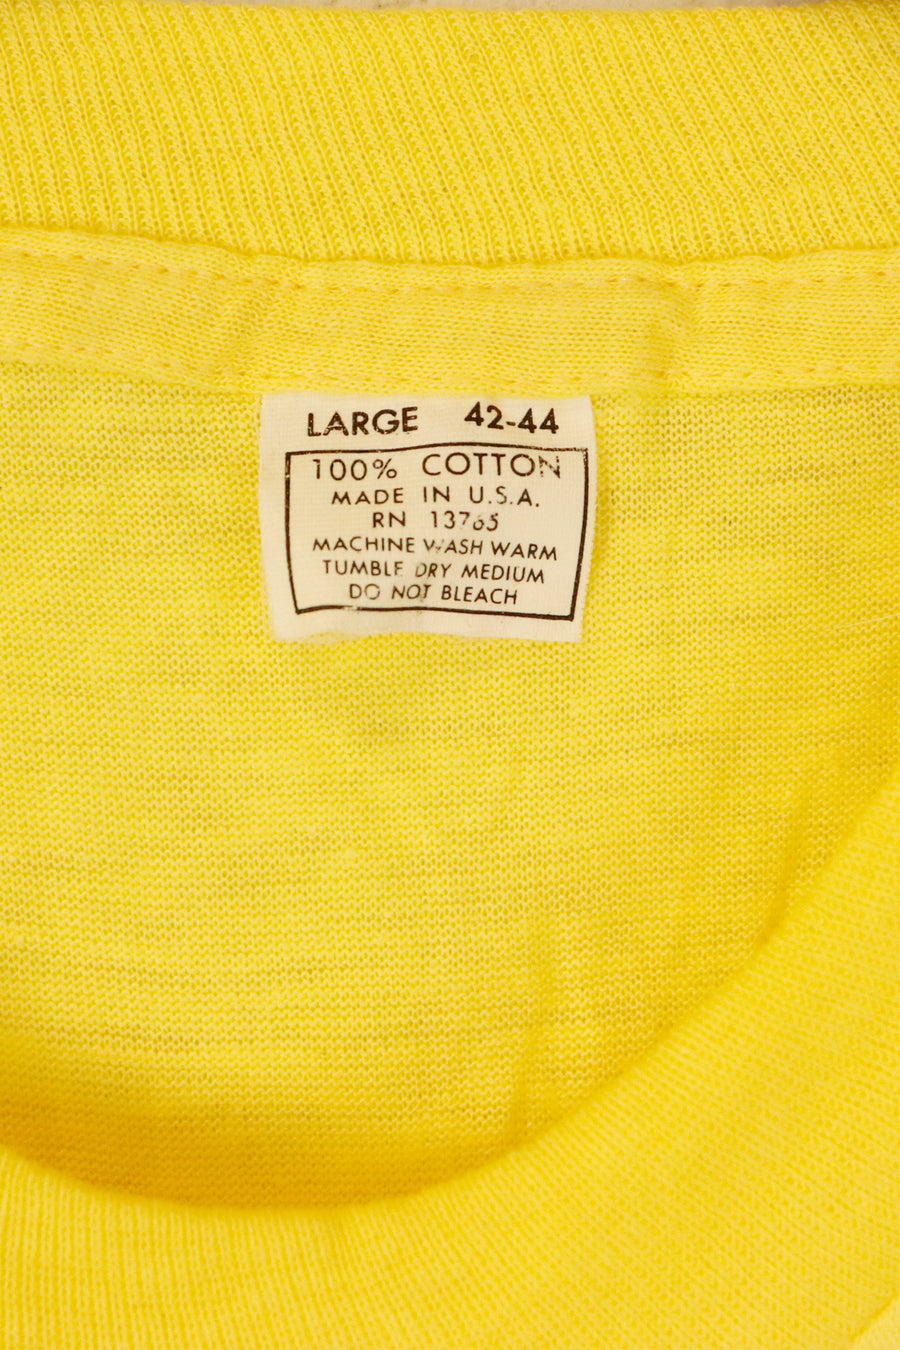 LARGE 42-44
100% COTTON
MADE IN U.S.A.
RN 13765
MACHINE WASH WARM
TUMBLE DRY MEDIUM
DO NOT BLEACH